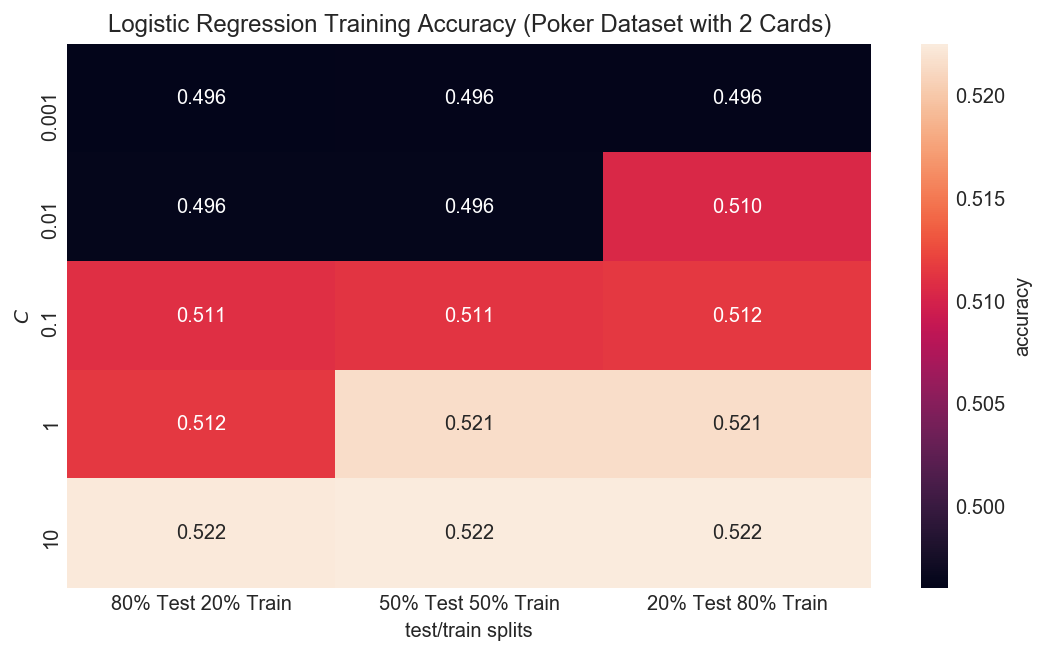 Logistic Regression Training Accuracy (Poker Dataset with 2 Cards)
0.001
0.496 0.496 0.496
0.01
0.496 0.496 0.510
C
0.1
0.511 0.511 0.512
1
0.512 0.521 0.521
10
0.522 0.522 0.522
80% Test 20% Train 50% Test 50% Train 20% Test 80% Train
test/train splits
0.520
0.515
0.510
0.505
0.500
accuracy